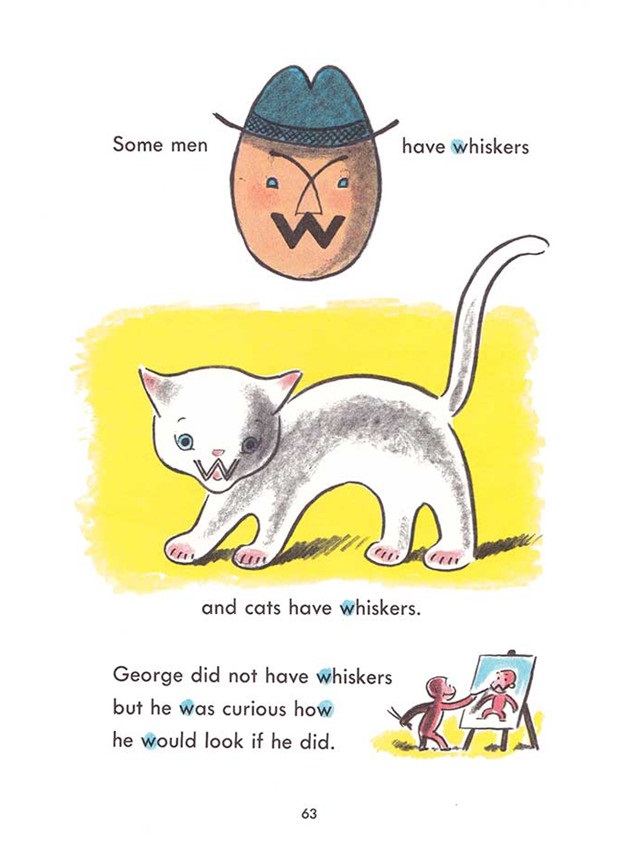 Some men have whiskers
and cats have whiskers.
George did not have whiskers
but he was curious how
he would look if he did.
63